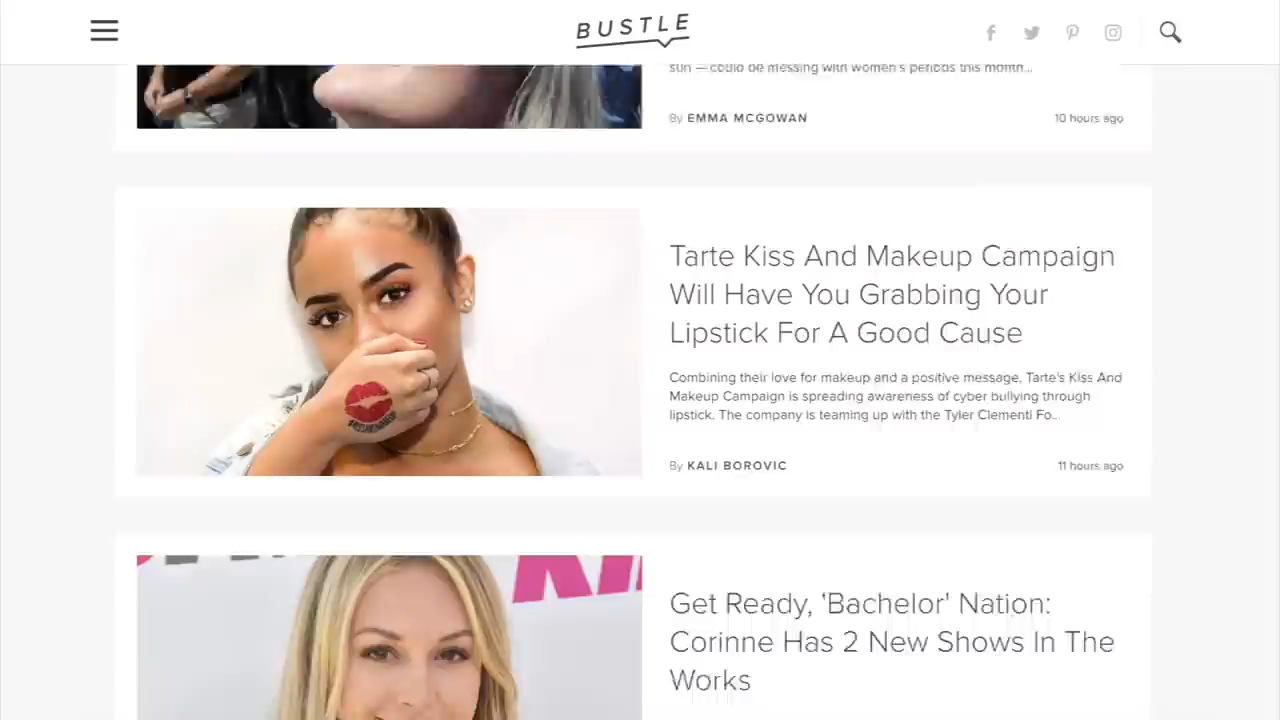 BUSTLE
sun — could be messing with women's periods this month...
By EMMA MCGOWAN
10 hours ago
Tarte Kiss And Makeup Campaign
Will Have You Grabbing Your
Lipstick For A Good Cause
Combining their love for makeup and a positive message, Tarte's Kiss And
Makeup Campaign is spreading awareness of cyber bullying through
lipstick. The company is teaming up with the Tyler Clementi Fo...
By KALI BOROVIC
11 hours ago
Get Ready, 'Bachelor' Nation:
Corinne Has 2 New Shows In The
Works